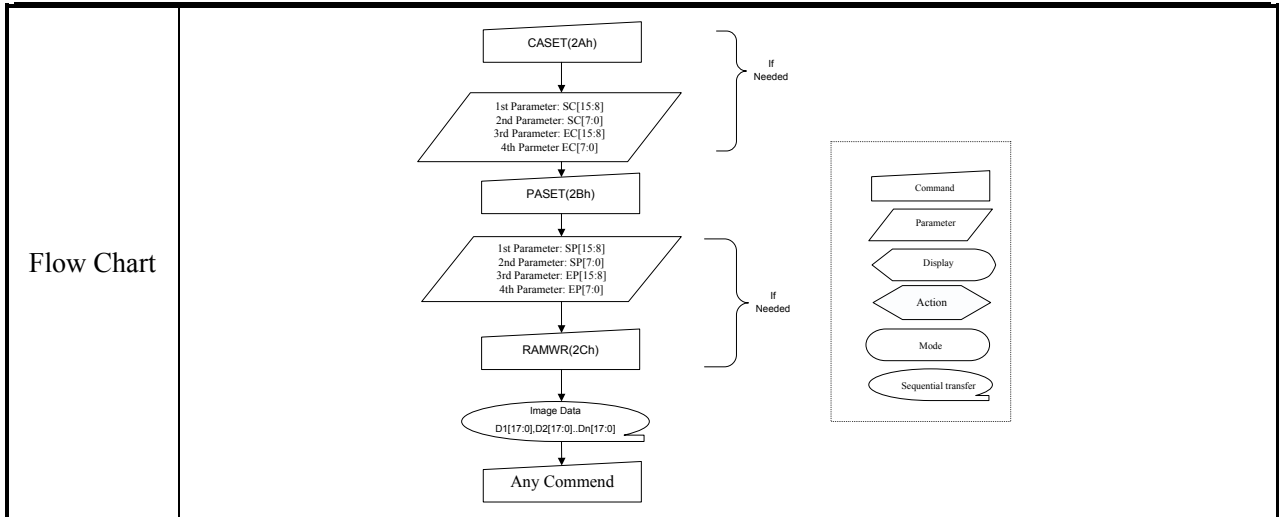 Flow Chart
CASET(2Ah)
If
Needed
1st Parameter: SC[15:8]
2nd Parameter: SC[7:0]
3rd Parameter: EC[15:8]
4th Parmeter EC[7:0]
PASET(2Bh)
1st Parameter: SP[15:8]
2nd Parameter: SP[7:0]
3rd Parameter: EP[15:8]
4th Parameter: EP[7:0]
If
Needed
RAMWR(2Ch)
Image Data
D1[17:0],D2[17:0]..Dn[17:0]
Any Commend
Command
Parameter
Display
Action
Mode
Sequential transfer